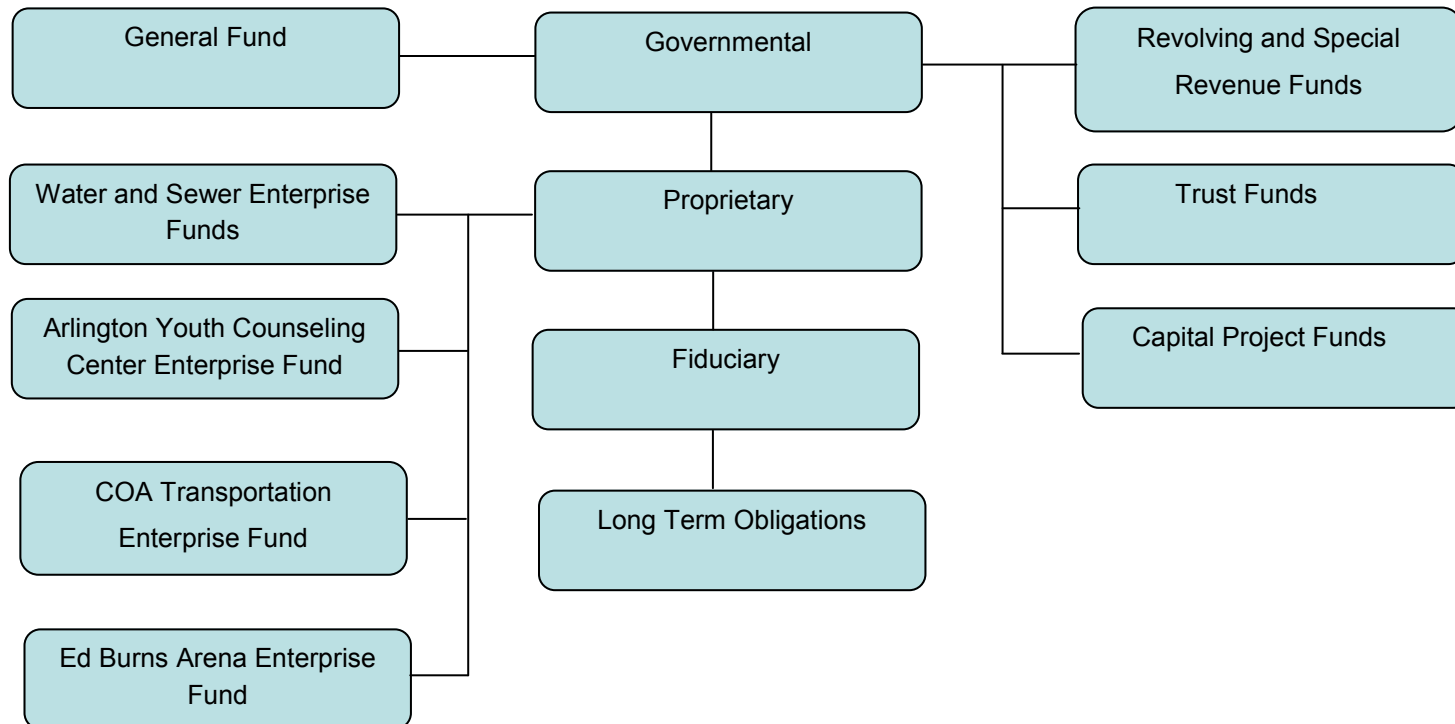 General Fund
Governmental
Revolving and Special
Revenue Funds
Water and Sewer Enterprise
Funds
Proprietary
Trust Funds
Arlington Youth Counseling
Center Enterprise Fund
Fiduciary
Capital Project Funds
COA Transportation
Enterprise Fund
Long Term Obligations
Ed Burns Arena Enterprise
Fund